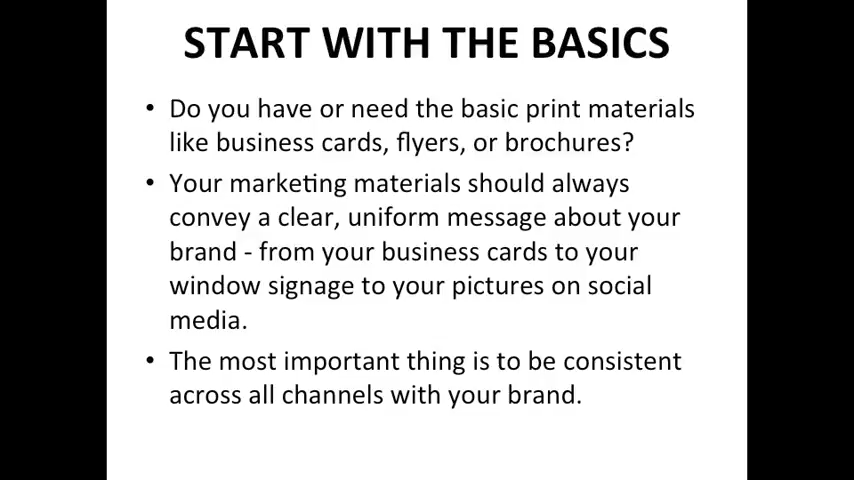 START WITH THE BASICS
• Do you have or need the basic print materials
like business cards, flyers, or brochures?
• Your marketing materials should always
convey a clear, uniform message about your
brand - from your business cards to your
window signage to your pictures on social
media.
• The most important thing is to be consistent
across all channels with your brand.